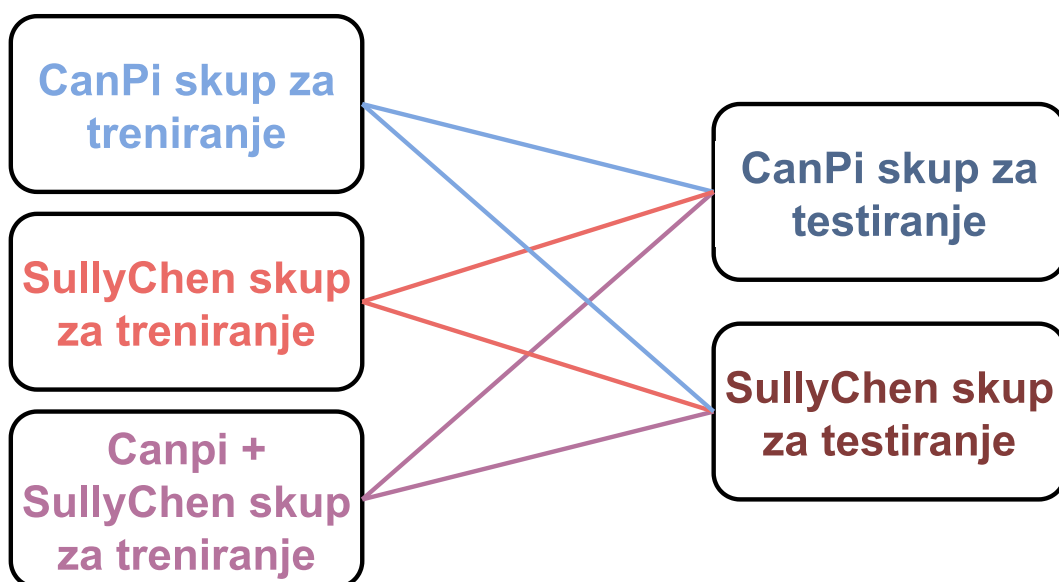 CanPi skup za
treniranje
SullyChen skup
za treniranje
Canpi +
SullyChen skup
za treniranje
CanPi skup za
testiranje
SullyChen skup
za testiranje